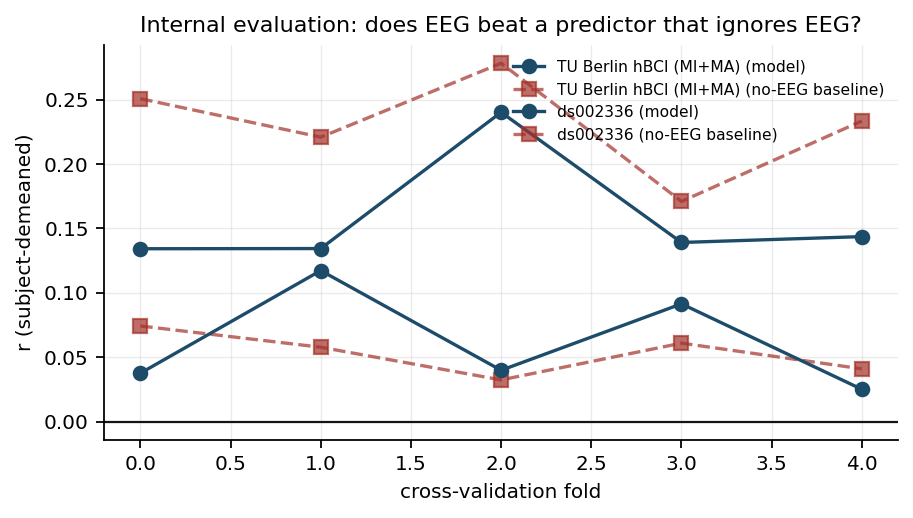 Internal evaluation: does EEG beat a predictor that ignores EEG?
TU Berlin hBCI (MI+MA) (model)
TU Berlin hBCI (MI+MA) (no-EEG baseline)
ds002336 (model)
ds002336 (no-EEG baseline)
r (subject-demeaned)
0.25
0.20
0.15
0.10
0.05
0.00
0.0 0.5 1.0 1.5 2.0 2.5 3.0 3.5 4.0
cross-validation fold